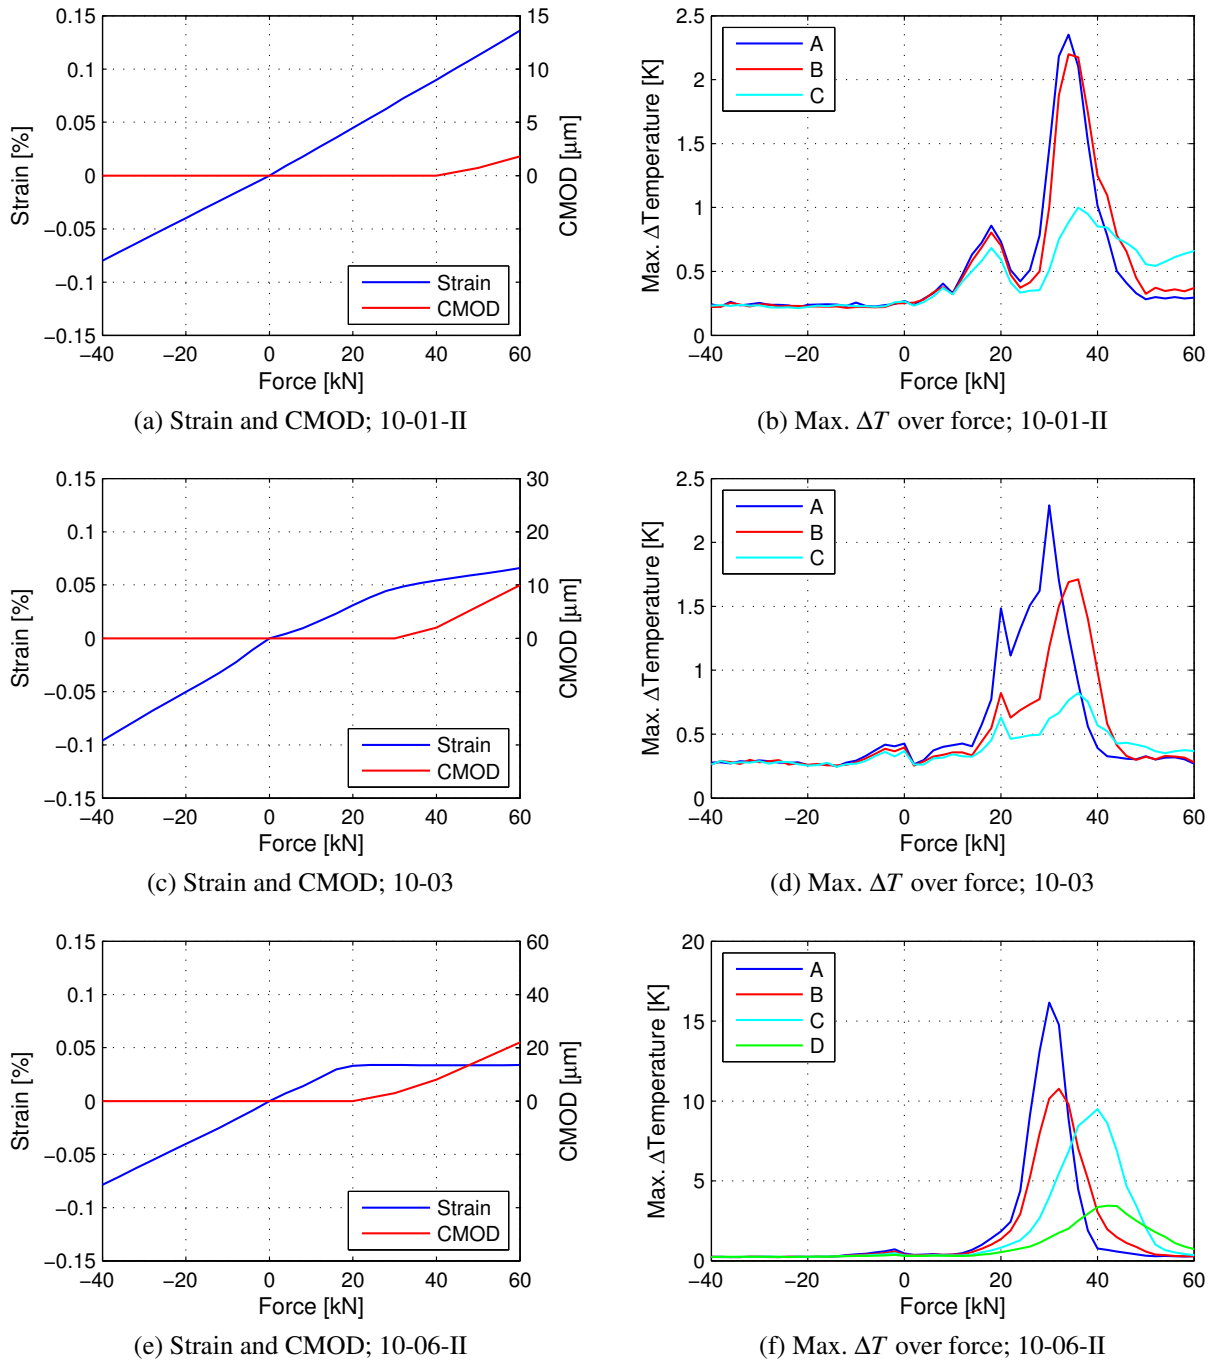 0.15
0.1
0.05
0
−0.05
−0.1
−0.15
Strain [%]
15
10
5
0
CMOD [µm]
Strain
CMOD
−40 −20 0 20 40 60
Force [kN]
(a) Strain and CMOD; 10-01-II
2.5
2
1.5
1
0.5
0
Max. ΔTemperature [K]
A
B
C
−40 −20 0 20 40 60
Force [kN]
(b) Max. ΔT over force; 10-01-II
0.15
0.1
0.05
0
−0.05
−0.1
−0.15
Strain [%]
30
20
10
0
CMOD [µm]
Strain
CMOD
−40 −20 0 20 40 60
Force [kN]
(c) Strain and CMOD; 10-03
2.5
2
1.5
1
0.5
0
Max. ΔTemperature [K]
A
B
C
−40 −20 0 20 40 60
Force [kN]
(d) Max. ΔT over force; 10-03
0.15
0.1
0.05
0
−0.05
−0.1
−0.15
Strain [%]
60
40
20
0
CMOD [µm]
Strain
CMOD
−40 −20 0 20 40 60
Force [kN]
(e) Strain and CMOD; 10-06-II
20
15
10
5
0
Max. ΔTemperature [K]
A
B
C
D
−40 −20 0 20 40 60
Force [kN]
(f) Max. ΔT over force; 10-06-II